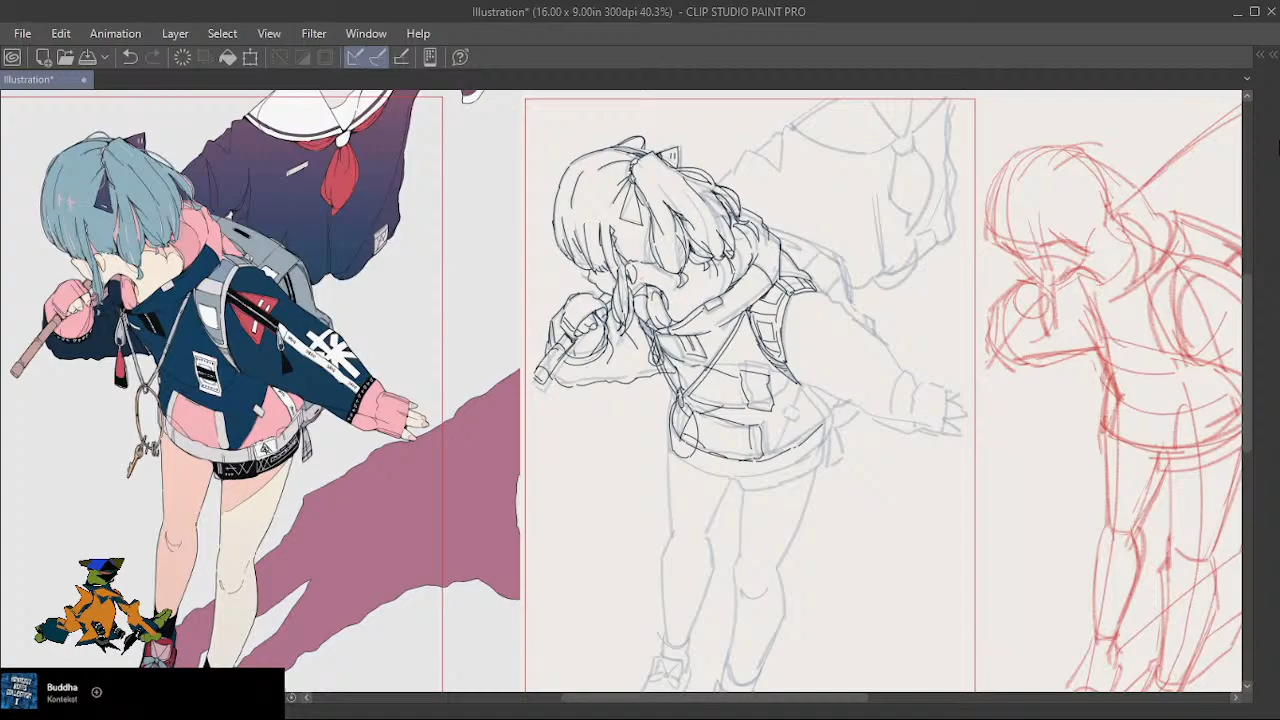 Illustration* (16.00 x 9.00in 300dpi 40.3%) - CLIP STUDIO PAINT PRO
File Edit Animation Layer Select View Filter Window Help
Illustration*
Buddha
Kontekst